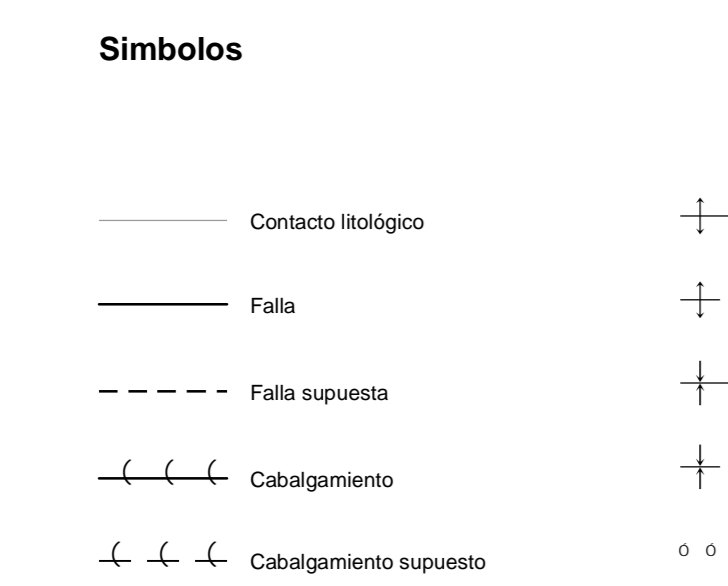 Simbolos
Contacto litológico
Falla
Falla supuesta
Cabalgamiento
Cabalgamiento supuesto
Ó Ó